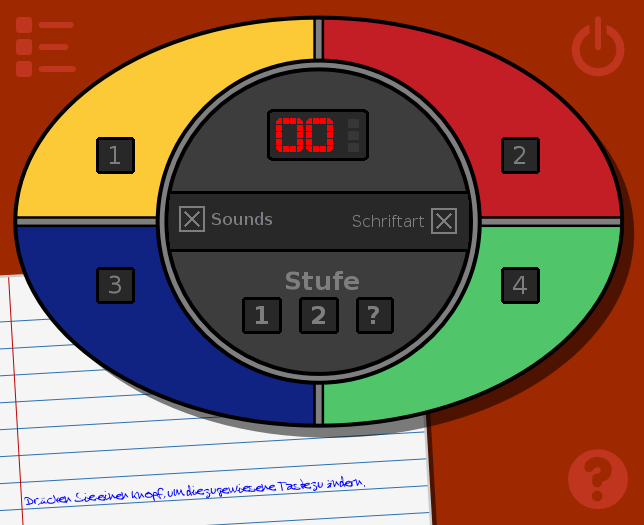 00
1
2
Sounds
Schriftart
3
4
Stufe
1 2 ?
Drücken Sie einen Knopf, um die zugewiesene Taste zu ändern.
?